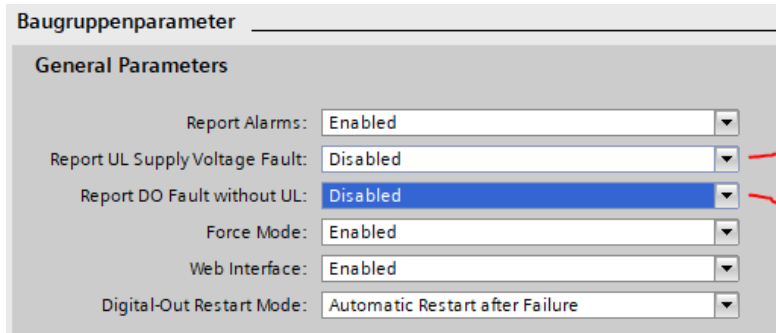 Baugruppenparameter
General Parameters
Report Alarms: Enabled
Report UL Supply Voltage Fault: Disabled
Report DO Fault without UL: Disabled
Force Mode: Enabled
Web Interface: Enabled
Digital-Out Restart Mode: Automatic Restart after Failure